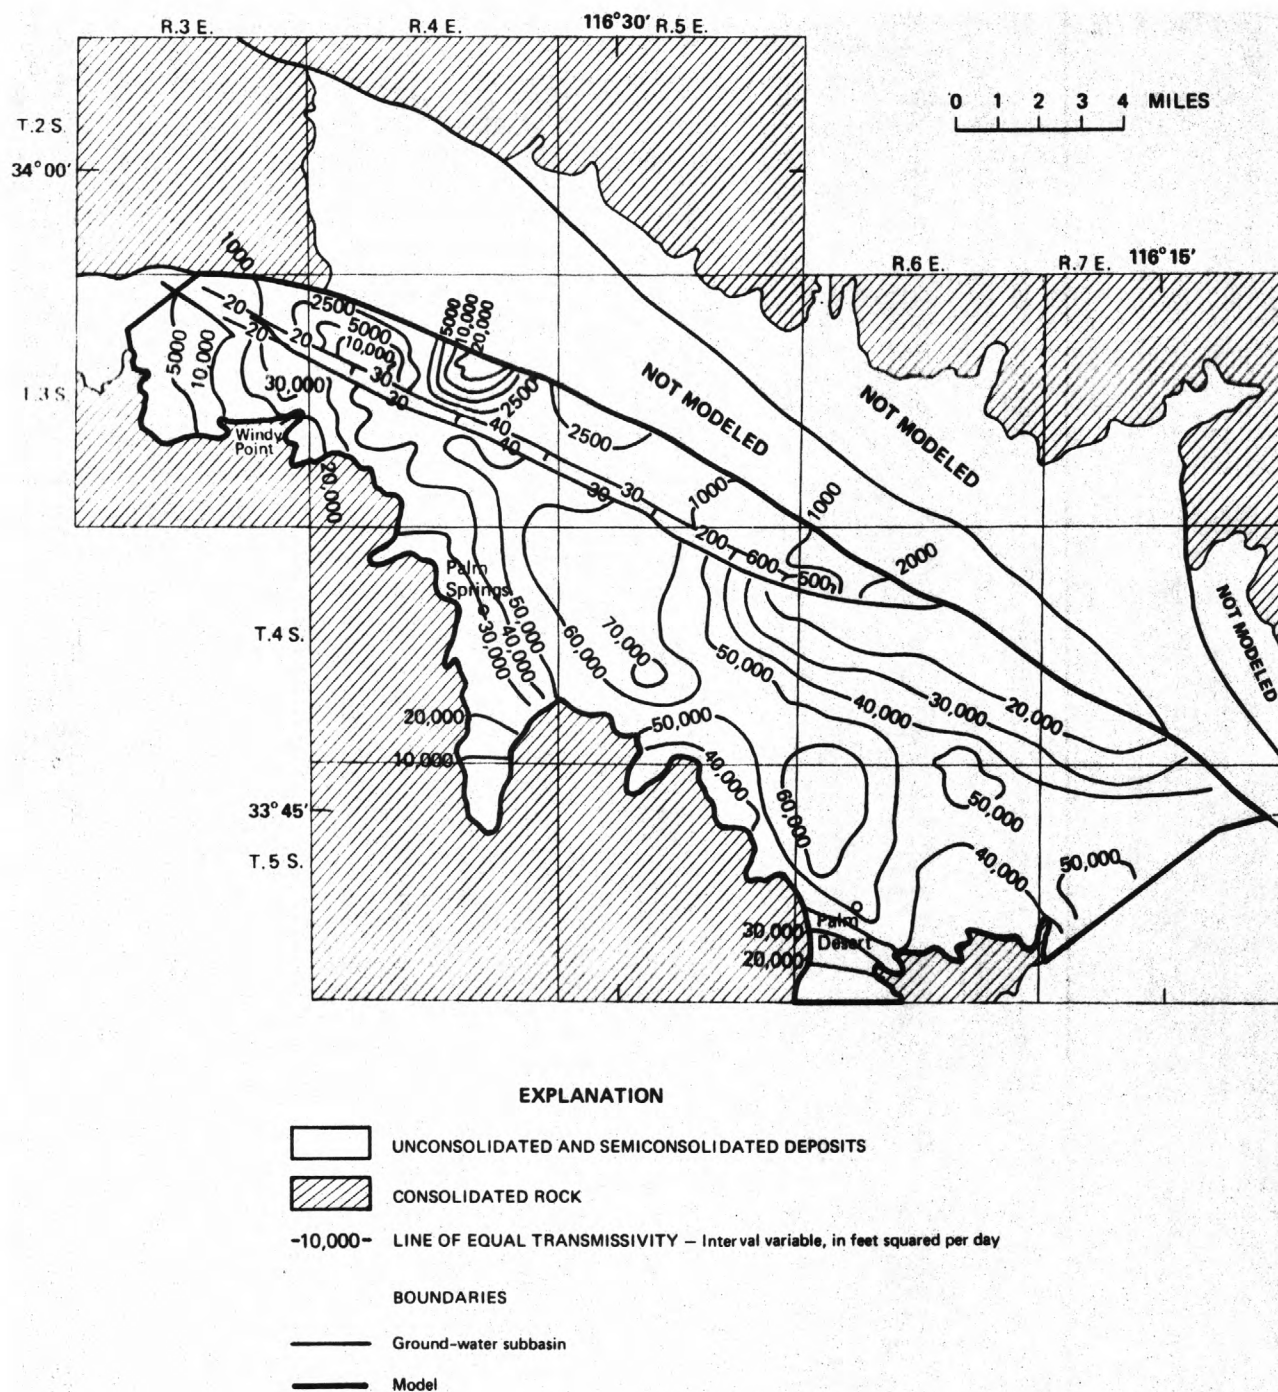 R.3 E.
R.4 E.
116°30'
R.5 E.
0 1 2 3 4 MILES
T.2 S.
34°00'
R.6 E.
R.7 E.
116°15'
1000
2500
5000
10,000
20
20
20
5000
10,000
20,000
2500
2500
5000
10,000
30,000
30
30
40
40
30
30
T.3 S.
Windy
Point
20,000
NOT MODELED
NOT MODELED
NOT MODELED
1000
1000
200
600
500
2000
Palm
Springs
T.4 S.
50,000
40,000
30,000
60,000
70,000
50,000
40,000
30,000
20,000
20,000
10,000
50,000
40,000
33°45'
T.5 S.
60,000
50,000
40,000
50,000
Palm
Desert
30,000
20,000
EXPLANATION
UNCONSOLIDATED AND SEMICONSOLIDATED DEPOSITS
CONSOLIDATED ROCK
-10,000- LINE OF EQUAL TRANSMISSIVITY — Interval variable, in feet squared per day
BOUNDARIES
Ground-water subbasin
Model